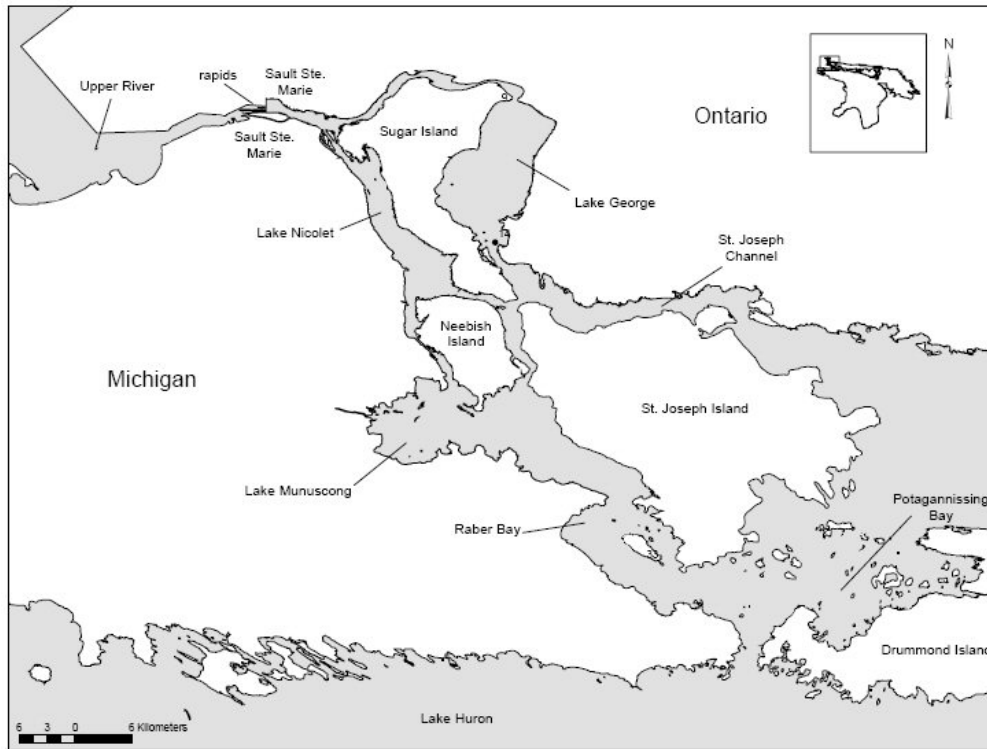 N
Sault Ste.
Marie
rapids
Upper River
Ontario
Sugar Island
Sault Ste.
Marie
Lake George
Lake Nicolet
St. Joseph
Channel
Neebish
Island
Michigan
St. Joseph Island
Lake Munuscong
Potagannissing
Bay
Raber Bay
Drummond Island
Lake Huron
6 3 0 6 Kilometers